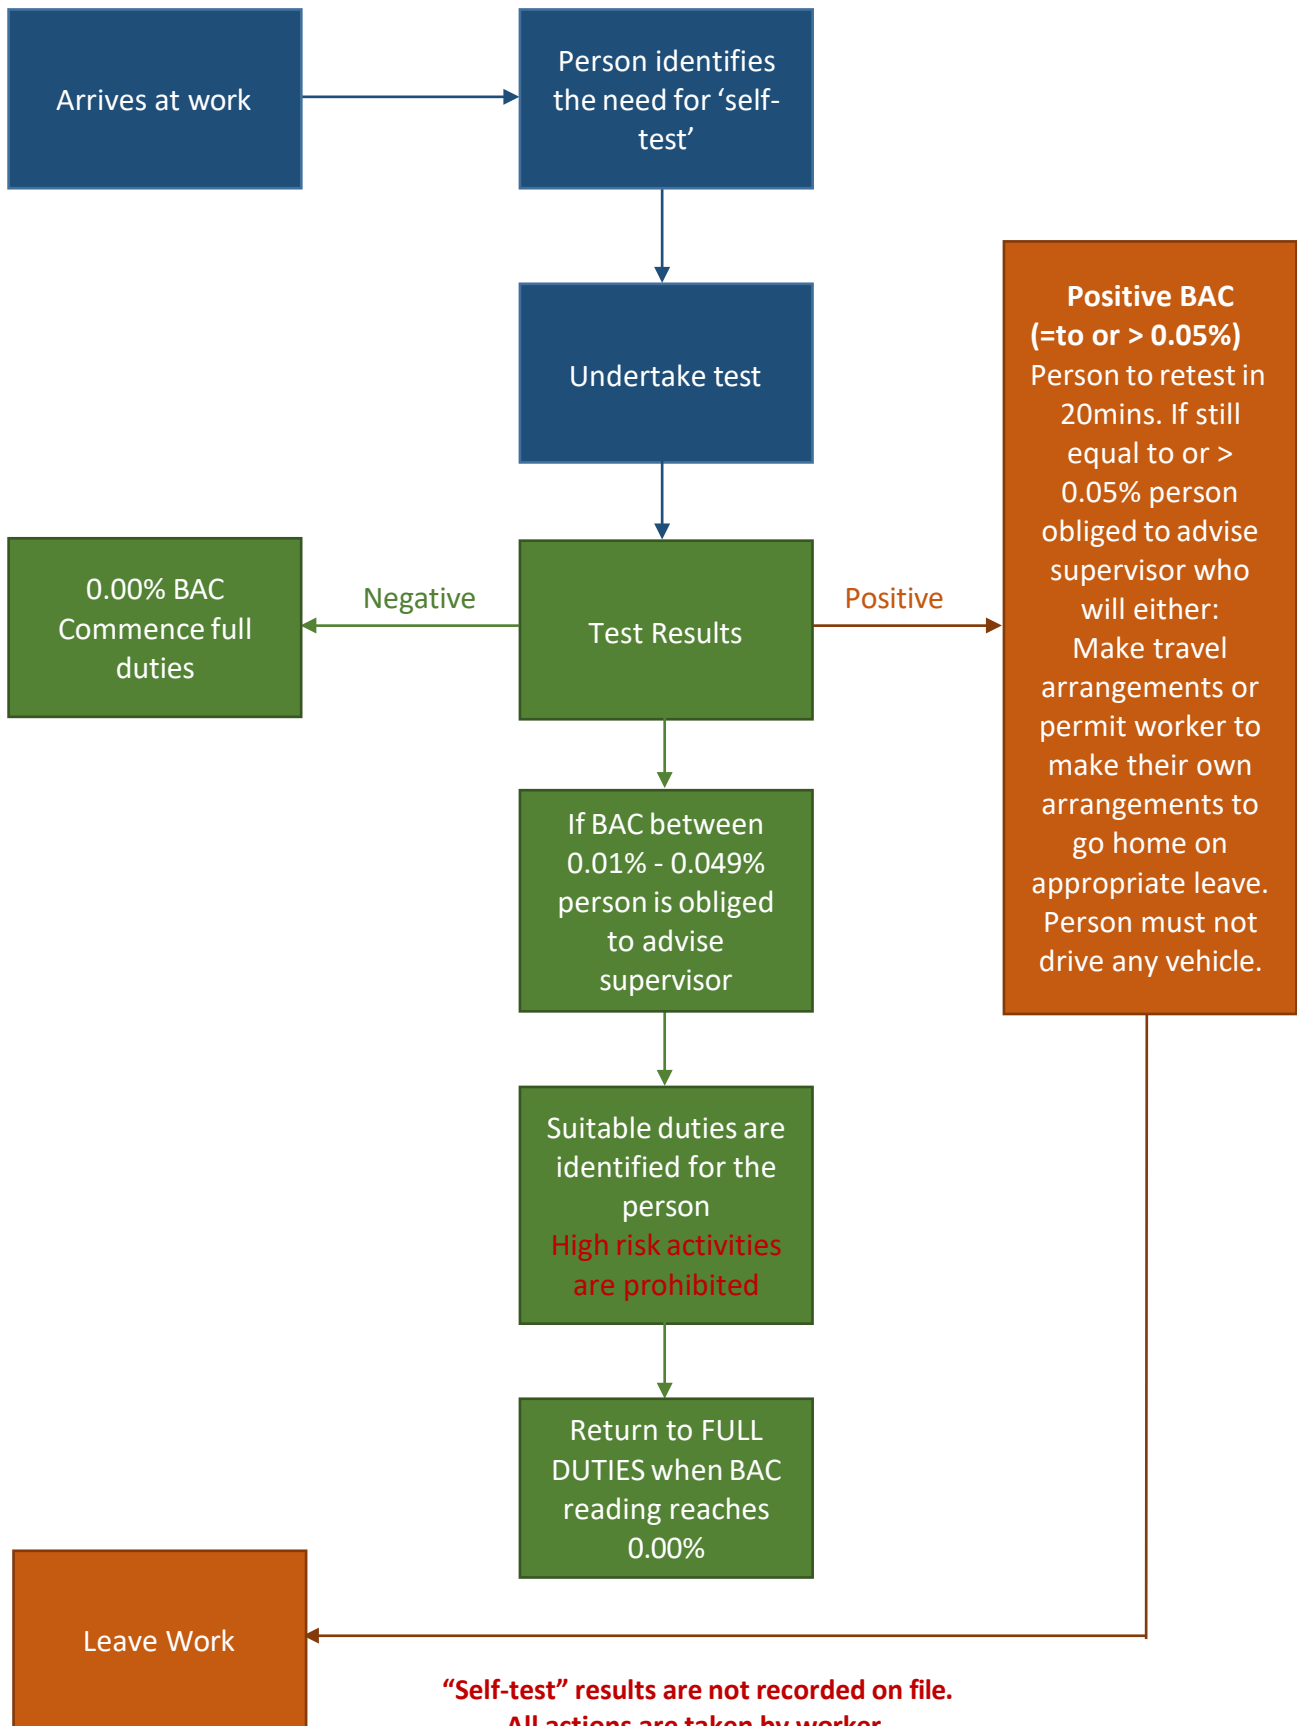 Arrives at work
Person identifies
the need for ‘self-
test’
Undertake test
Positive BAC
(=to or > 0.05%)
Person to retest in
20mins. If still
equal to or >
0.05% person
obliged to advise
supervisor who
will either:
Make travel
arrangements or
permit worker to
make their own
arrangements to
go home on
appropriate leave.
Person must not
drive any vehicle.
0.00% BAC
Commence full
duties
Negative
Test Results
Positive
If BAC between
0.01% - 0.049%
person is obliged
to advise
supervisor
Suitable duties are
identified for the
person
High risk activities
are prohibited
Return to FULL
DUTIES when BAC
reading reaches
0.00%
Leave Work
“Self-test” results are not recorded on file.
All actions are taken by worker